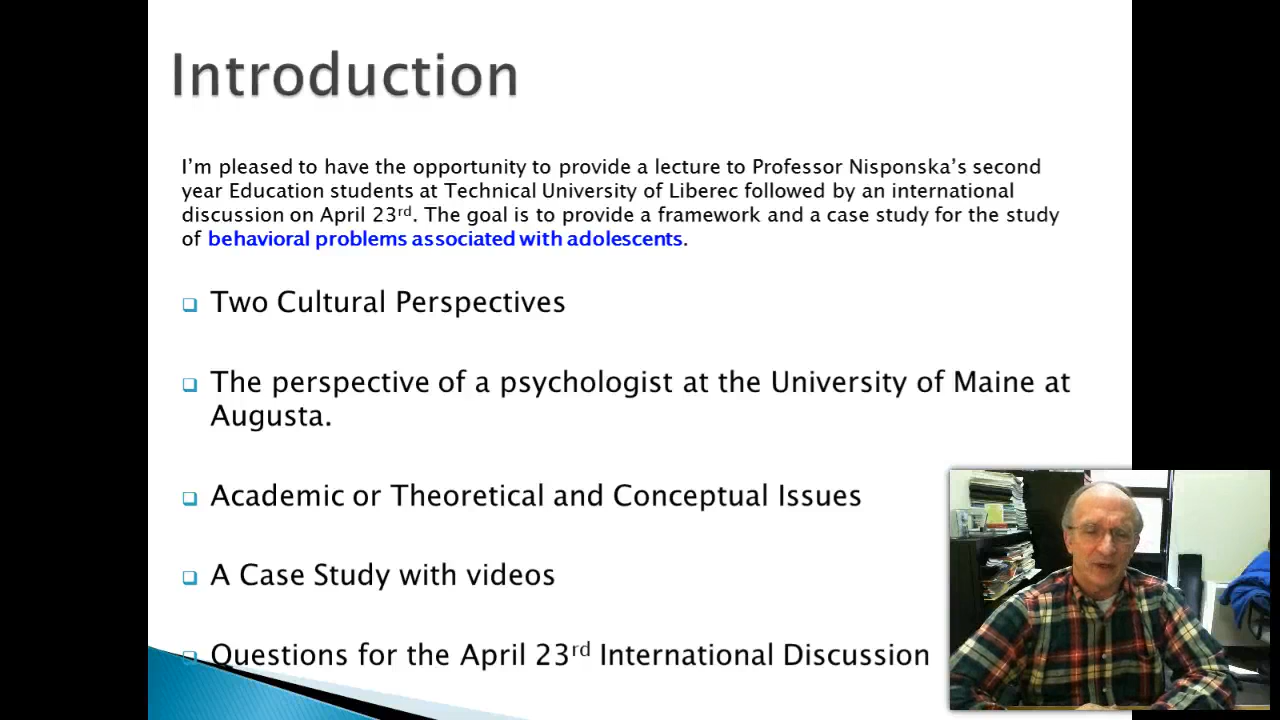 Introduction
I’m pleased to have the opportunity to provide a lecture to Professor Nisponska’s second
year Education students at Technical University of Liberec followed by an international
discussion on April 23rd. The goal is to provide a framework and a case study for the study
of behavioral problems associated with adolescents.
Two Cultural Perspectives
The perspective of a psychologist at the University of Maine at
Augusta.
Academic or Theoretical and Conceptual Issues
A Case Study with videos
Questions for the April 23rd International Discussion